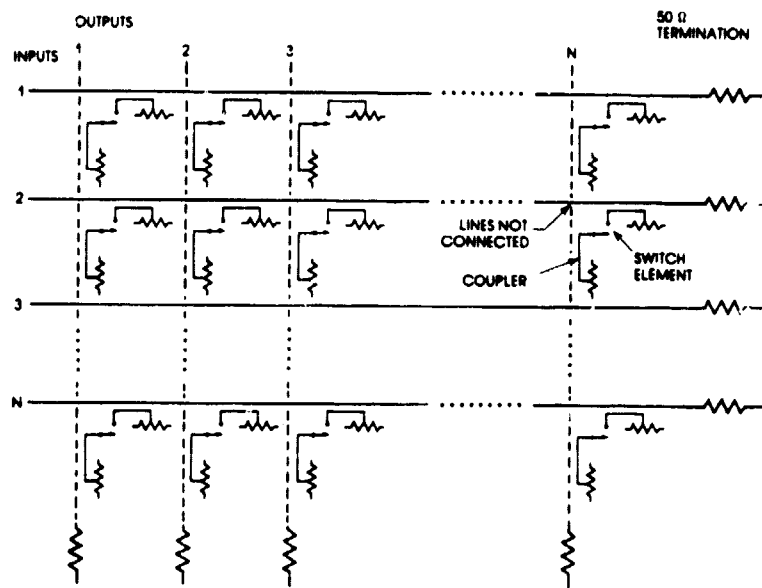 OUTPUTS
50 Ω
TERMINATION
INPUTS
1
2
3
N
1
2
LINES NOT
CONNECTED
COUPLER
SWITCH
ELEMENT
3
N